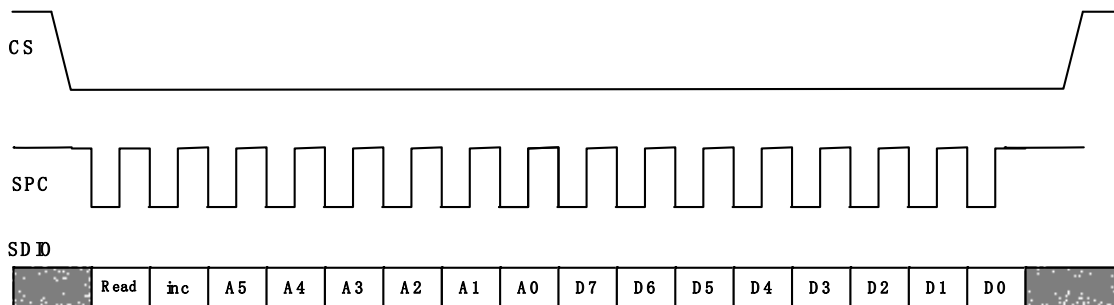 CS
SPC
SDIO
Read inc A5 A4 A3 A2 A1 A0 D7 D6 D5 D4 D3 D2 D1 D0